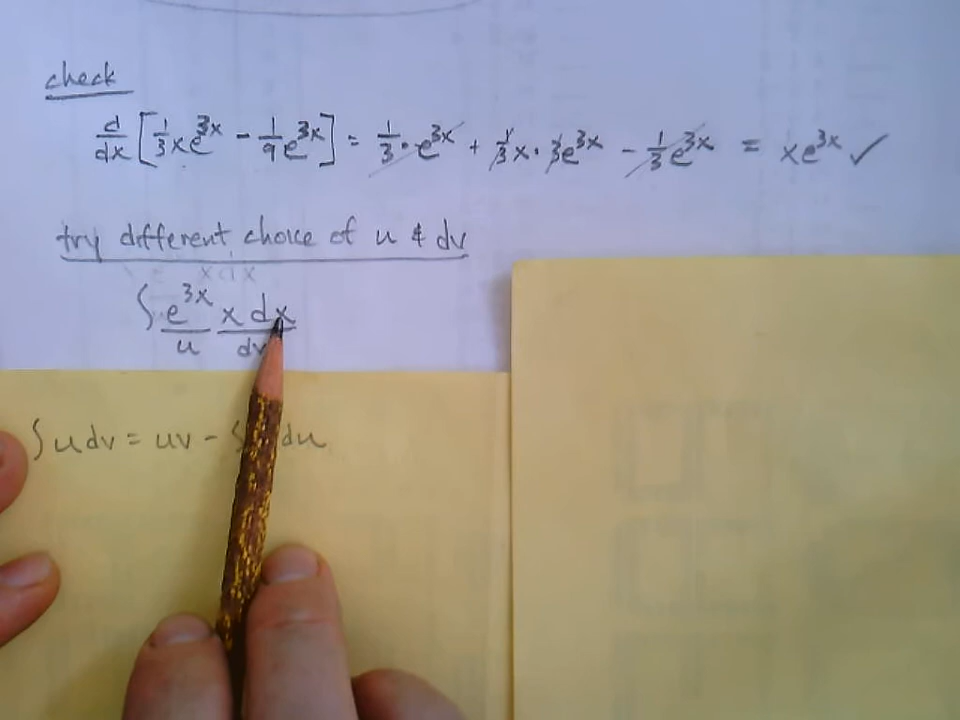 check
d/dx [1/3 xe^3x - 1/9 e^3x] = 1/3 · e^3x + 1/3 x · 3e^3x - 1/3 e^3x = xe^3x ✓
try different choice of u & dv
∫ e^3x x dx
u dv
∫ u dv = uv - ∫ du